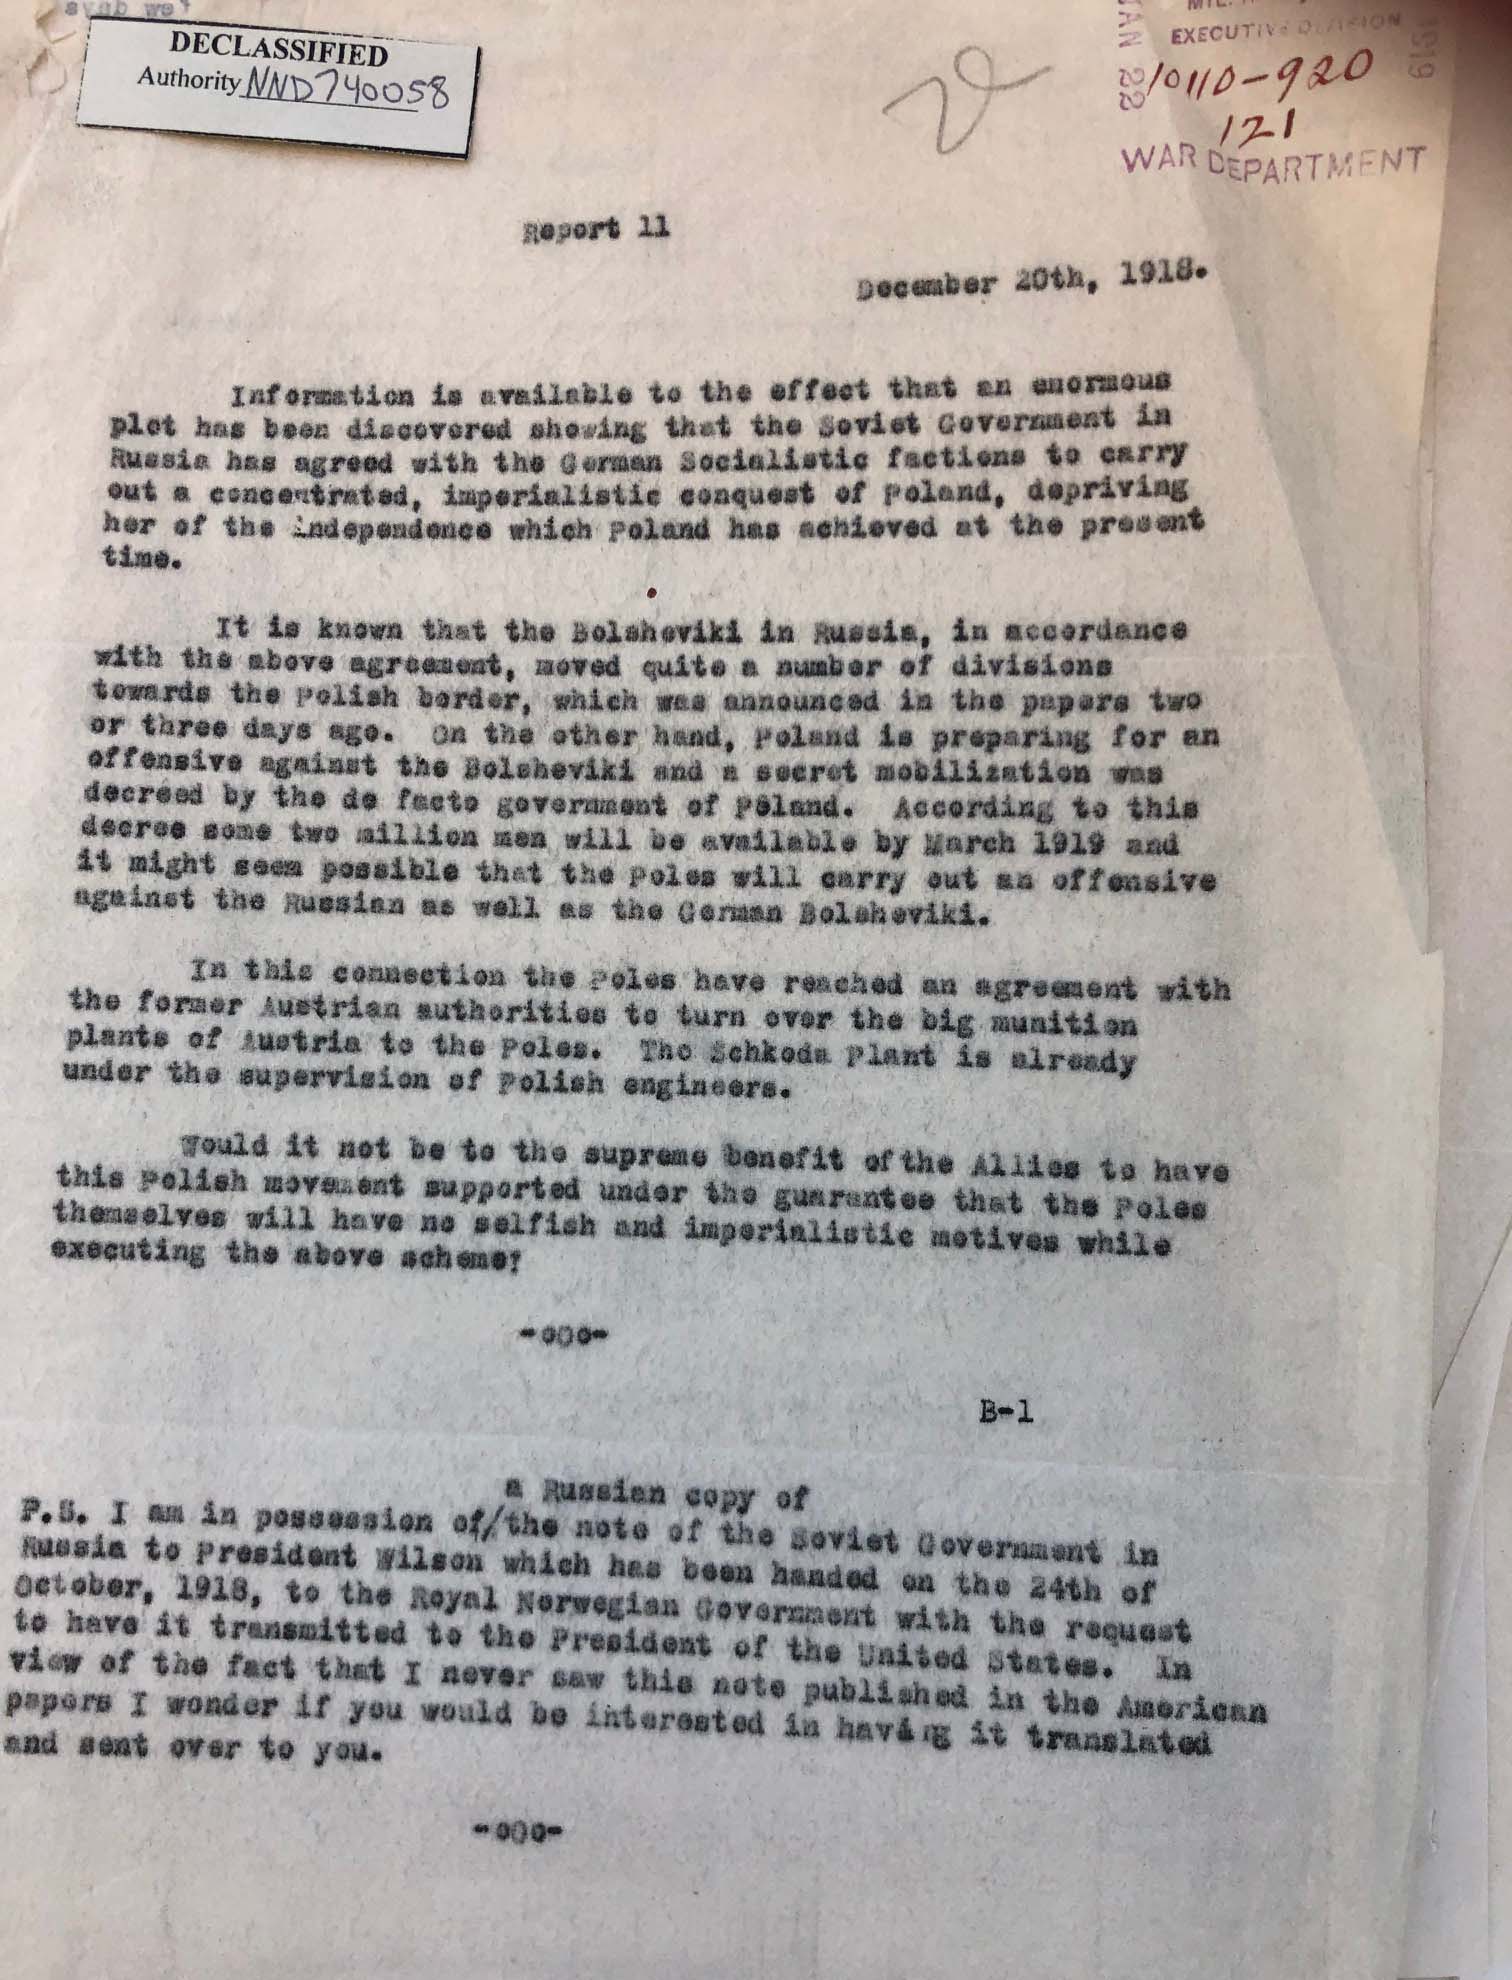 DECLASSIFIED
Authority NND740058
EXECUTIVE DIVISION
JAN 22 1919
10110-920
121
WAR DEPARTMENT
Report 11
December 20th, 1918.
Information is available to the effect that an enormous
plot has been discovered showing that the Soviet Government in
Russia has agreed with the German Socialistic factions to carry
out a concentrated, imperialistic conquest of Poland, depriving
her of the independence which Poland has achieved at the present
time.
It is known that the Bolsheviki in Russia, in accordance
with the above agreement, moved quite a number of divisions
towards the Polish border, which was announced in the papers two
or three days ago. On the other hand, Poland is preparing for an
offensive against the Bolsheviki and a secret mobilization was
decreed by the de facto government of Poland. According to this
decree some two million men will be available by March 1919 and
it might seem possible that the Poles will carry out an offensive
against the Russian as well as the German Bolsheviki.
In this connection the Poles have reached an agreement with
the former Austrian authorities to turn over the big munition
plants of Austria to the Poles. The Schkoda Plant is already
under the supervision of Polish engineers.
Would it not be to the supreme benefit of the Allies to have
this Polish movement supported under the guarantee that the Poles
themselves will have no selfish and imperialistic motives while
executing the above scheme?
-oOo-
B-1
a Russian copy of
P.S. I am in possession of/the note of the Soviet Government in
Russia to President Wilson which has been handed on the 24th of
October, 1918, to the Royal Norwegian Government with the request
to have it transmitted to the President of the United States. In
view of the fact that I never saw this note published in the American
papers I wonder if you would be interested in having it translated
and sent over to you.
-oOo-